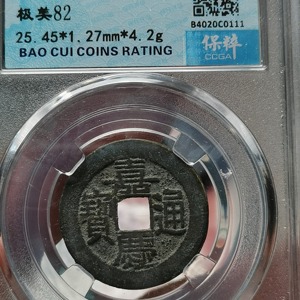 极美82
B4020C0111
25.45*1.27mm*4.2g
BAO CUI COINS RATING
保粹
CCGA
嘉慶通寶